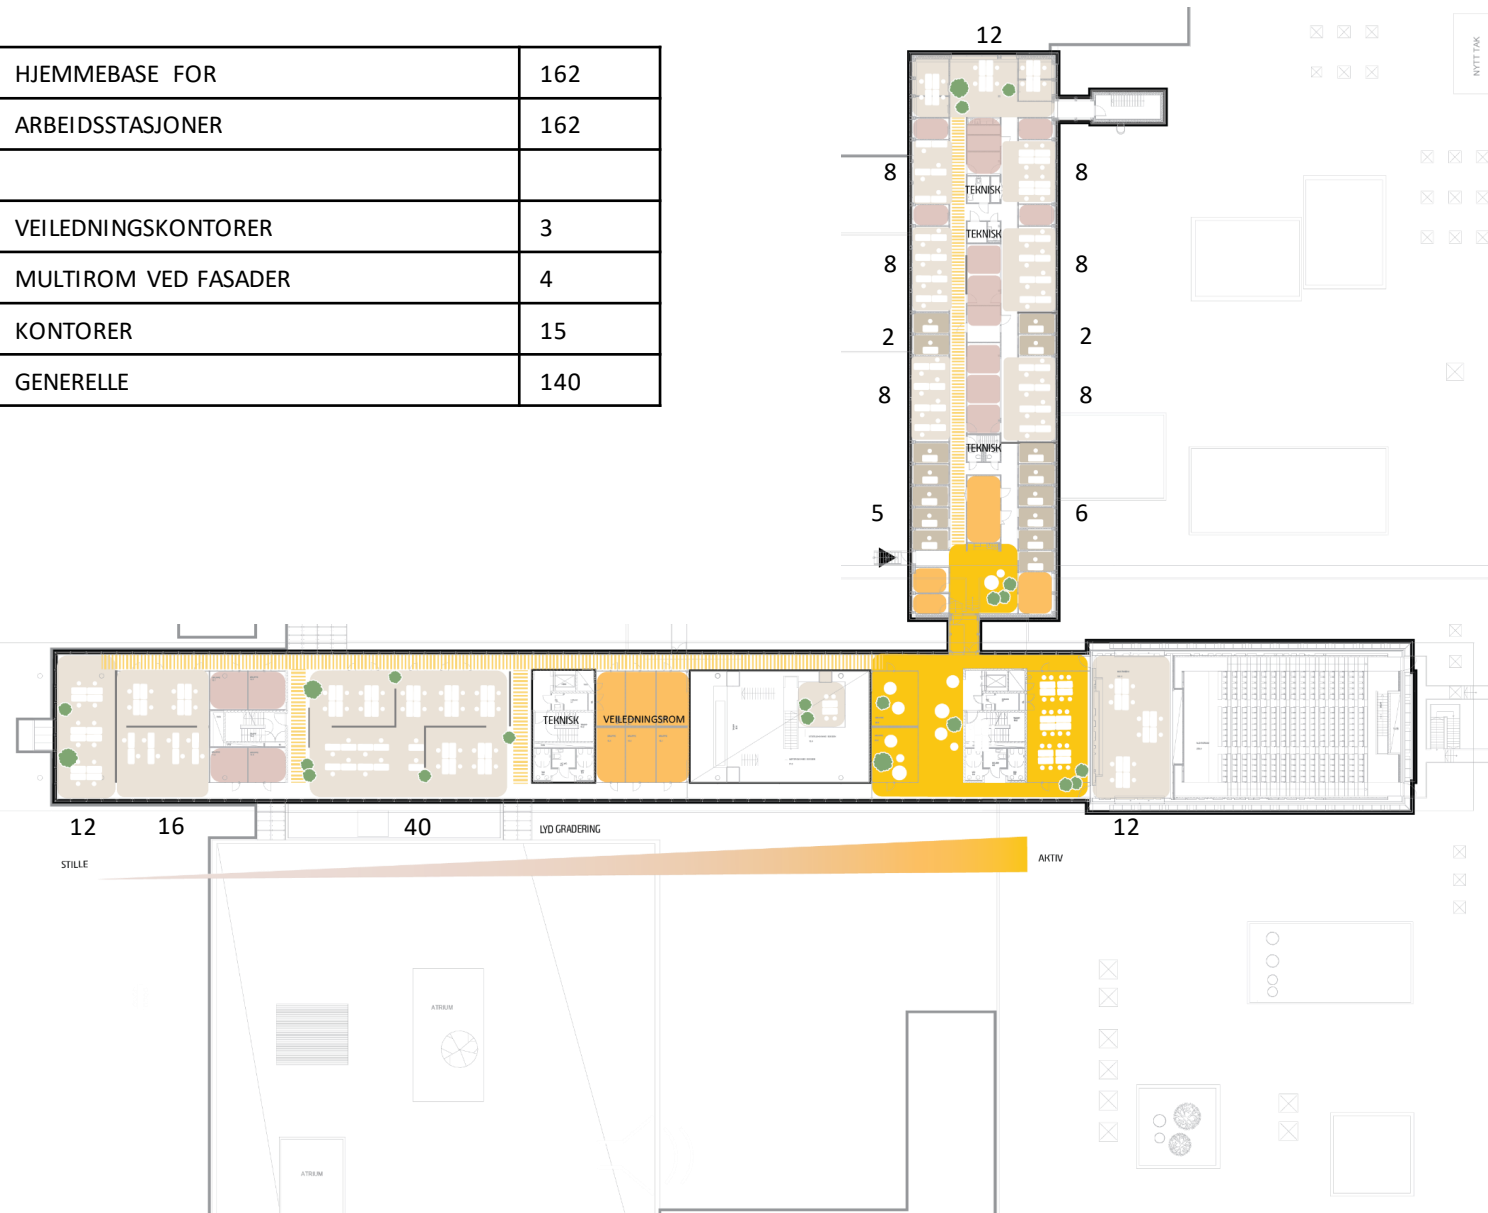 12
HJEMMEBASE FOR 162
ARBEIDSSTASJONER 162
VEILEDNINGSKONTORER 3
MULTIROM VED FASADER 4
KONTORER 15
GENERELLE 140
NYTT TAK
8 8
TEKNISK
TEKNISK
8 8
2 2
8 8
TEKNISK
5 6
TEKNISK
VEILEDNINGSROM
12 16 40 12
LYD GRADERING
STILLE
AKTIV
ATRIUM
ATRIUM